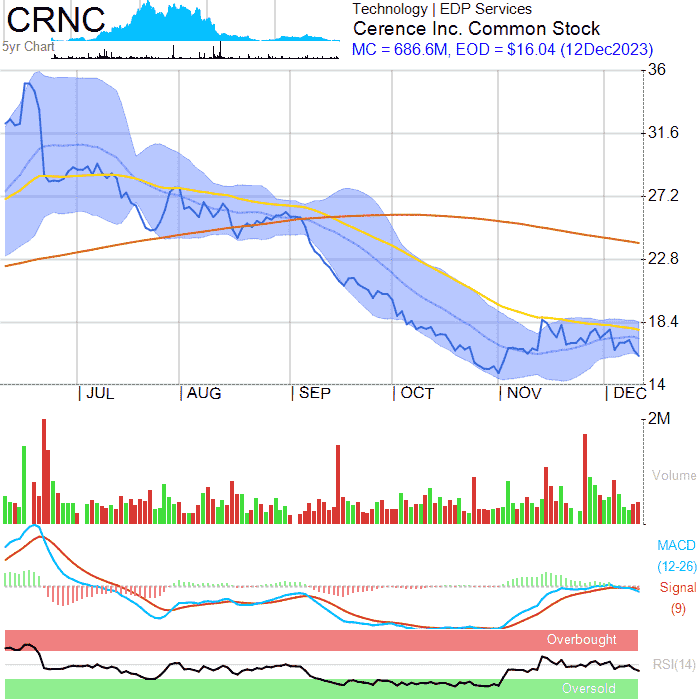 CRNC
5yr Chart
Technology | EDP Services
Cerence Inc. Common Stock
MC = 686.6M, EOD = $16.04 (12Dec2023)
36
31.6
27.2
22.8
18.4
14
JUL AUG SEP OCT NOV DEC
2M
Volume
MACD
(12-26)
Signal
(9)
Overbought
RSI(14)
Oversold